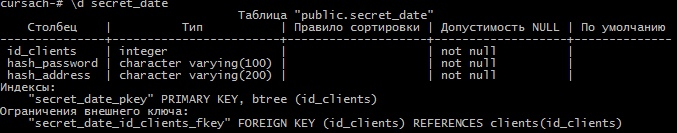 cursach-# \d secret_date
Таблица "public.secret_date"
Столбец | Тип | Правило сортировки | Допустимость NULL | По умолчанию
---------------+------------------------+--------------------+-------------------+--------------
id_clients | integer | | not null |
hash_password | character varying(100) | | not null |
hash_address | character varying(200) | | not null |
Индексы:
"secret_date_pkey" PRIMARY KEY, btree (id_clients)
Ограничения внешнего ключа:
"secret_date_id_clients_fkey" FOREIGN KEY (id_clients) REFERENCES clients(id_clients)